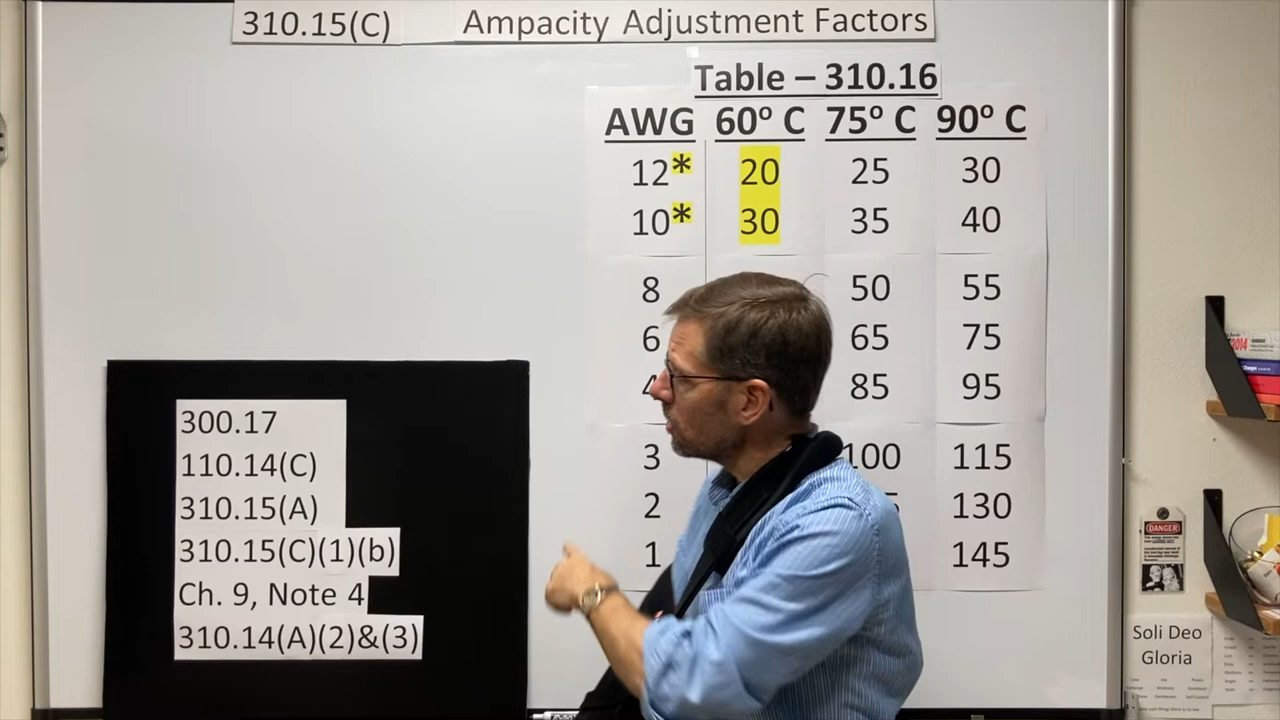 310.15(C) Ampacity Adjustment Factors
Table – 310.16
AWG 60º C 75º C 90º C
12* 20 25 30
10* 30 35 40
8 50 55
6 65 75
4 85 95
3 100 115
2 130
1 145
300.17
110.14(C)
310.15(A)
310.15(C)(1)(b)
Ch. 9, Note 4
310.14(A)(2)&(3)
2014
DANGER
Soli Deo
Gloria